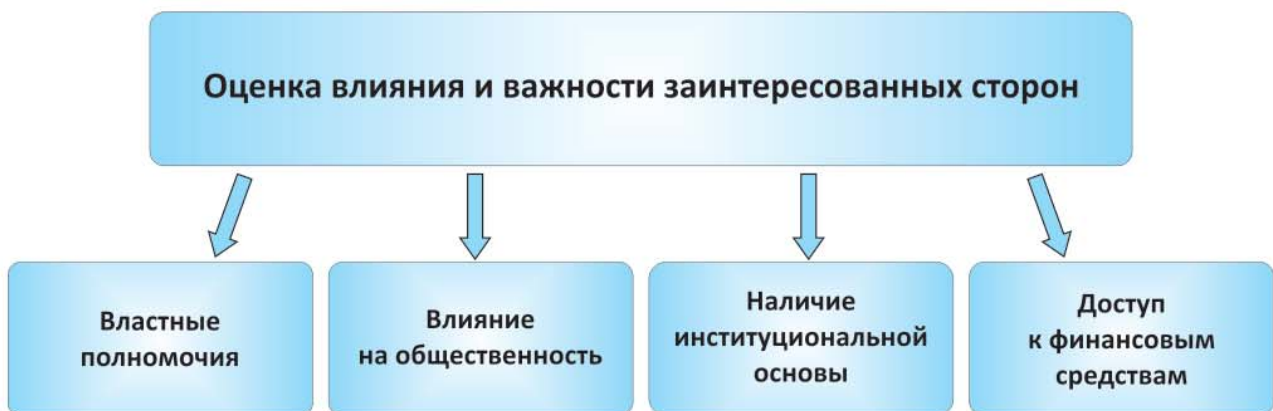 Оценка влияния и важности заинтересованных сторон
Властные
полномочия
Влияние
на общественность
Наличие
институциональной
основы
Доступ
к финансовым
средствам